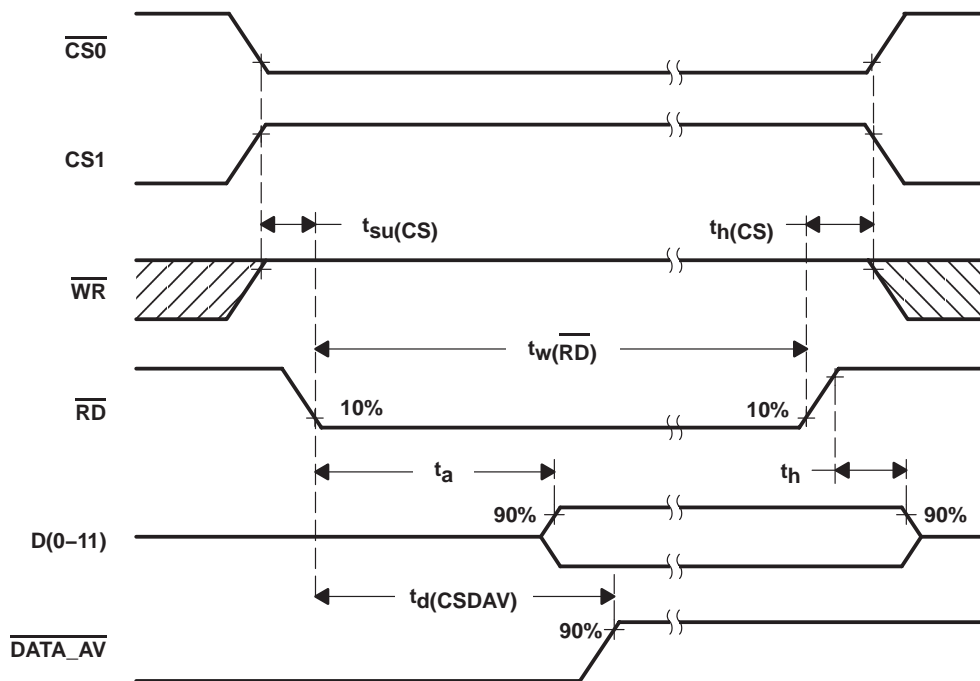 CS0
CS1
tsu(CS) th(CS)
WR
tw(RD)
RD 10% 10%
ta th
90% 90%
D(0–11)
td(CSDAV)
90%
DATA_AV